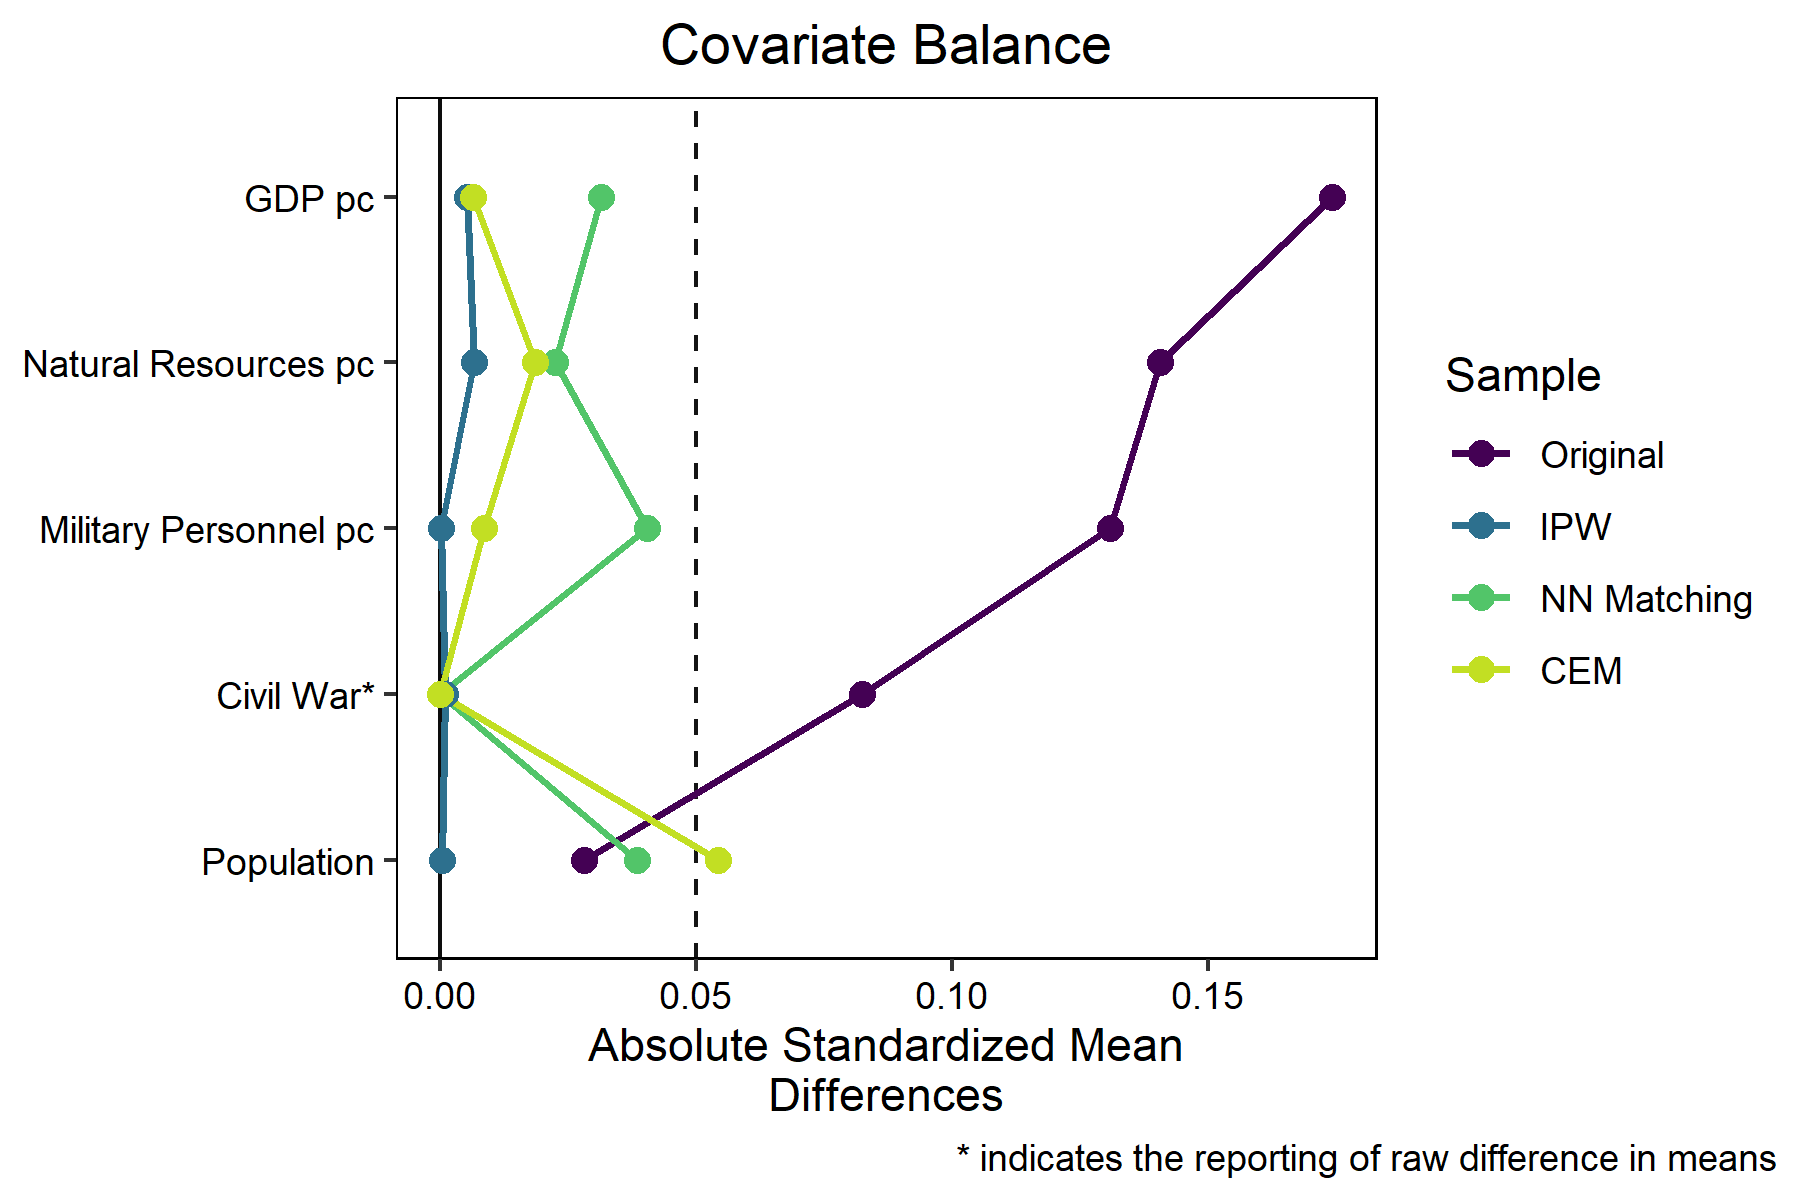 Covariate Balance
GDP pc
Natural Resources pc
Military Personnel pc
Civil War*
Population
0.00
0.05
0.10
0.15
Absolute Standardized Mean
Differences
Sample
Original
IPW
NN Matching
CEM
* indicates the reporting of raw difference in means